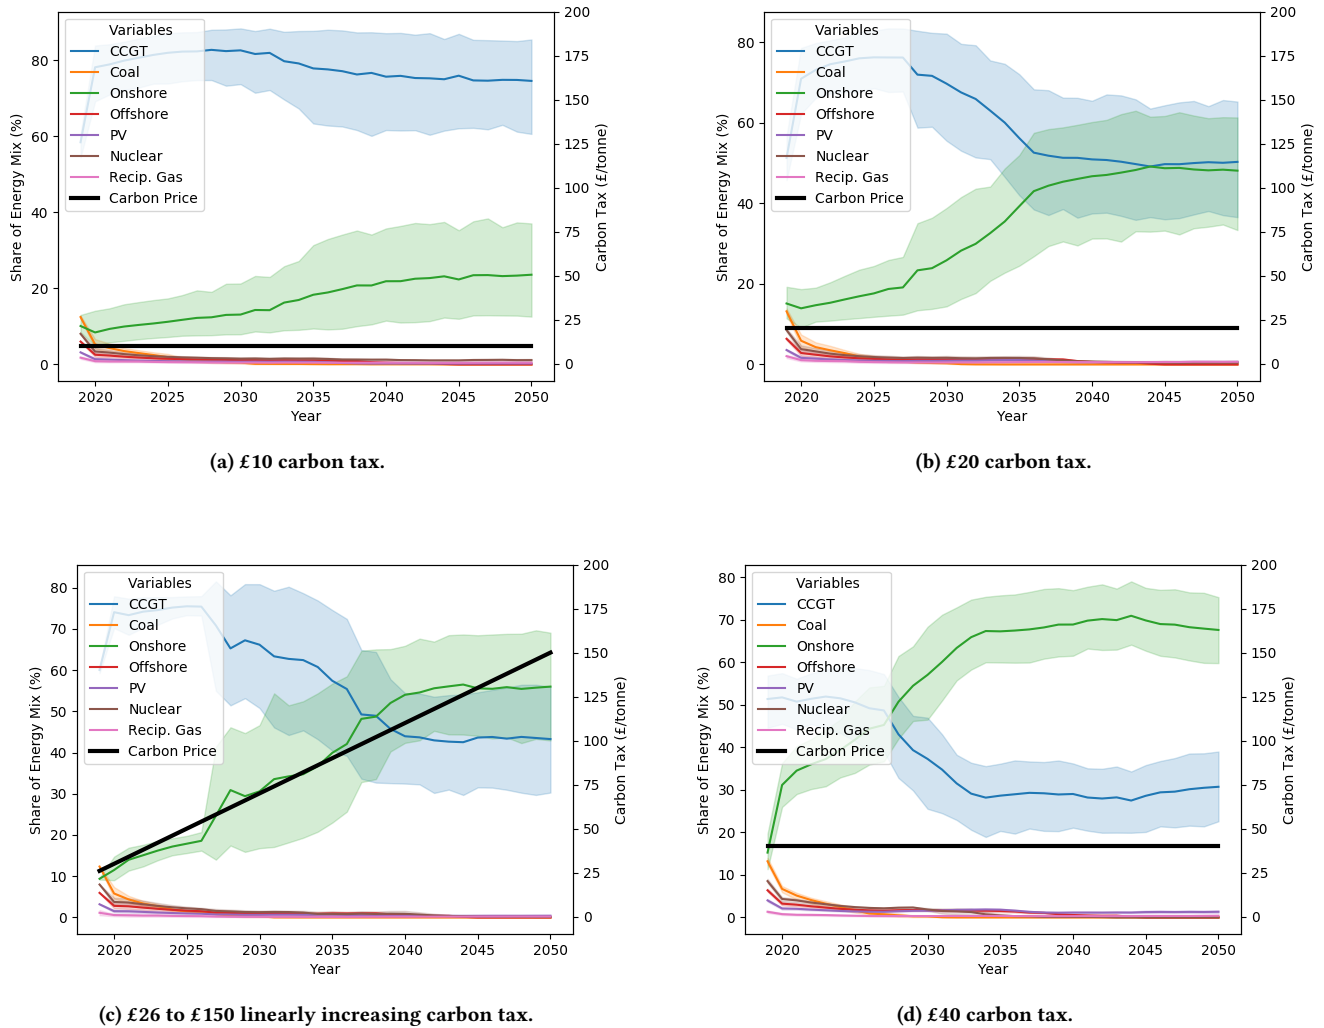 Variables
CCGT
Coal
Onshore
Offshore
PV
Nuclear
Recip. Gas
Carbon Price
Share of Energy Mix (%)
80
60
40
20
0
200
175
150
125
100
75
50
25
0
Carbon Tax (£/tonne)
2020 2025 2030 2035 2040 2045 2050
Year
(a) £10 carbon tax.
Variables
CCGT
Coal
Onshore
Offshore
PV
Nuclear
Recip. Gas
Carbon Price
Share of Energy Mix (%)
80
60
40
20
0
200
175
150
125
100
75
50
25
0
Carbon Tax (£/tonne)
2020 2025 2030 2035 2040 2045 2050
Year
(b) £20 carbon tax.
Variables
CCGT
Coal
Onshore
Offshore
PV
Nuclear
Recip. Gas
Carbon Price
Share of Energy Mix (%)
80
70
60
50
40
30
20
10
0
200
175
150
125
100
75
50
25
0
Carbon Tax (£/tonne)
2020 2025 2030 2035 2040 2045 2050
Year
(c) £26 to £150 linearly increasing carbon tax.
Variables
CCGT
Coal
Onshore
Offshore
PV
Nuclear
Recip. Gas
Carbon Price
Share of Energy Mix (%)
80
70
60
50
40
30
20
10
0
200
175
150
125
100
75
50
25
0
Carbon Tax (£/tonne)
2020 2025 2030 2035 2040 2045 2050
Year
(d) £40 carbon tax.